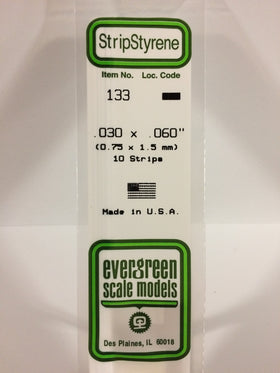 StripStyrene
Item No. Loc. Code
133
.030 x .060"
(0.75 x 1.5 mm)
10 Strips
Made in U.S.A.
evergreen
scale models
Des Plaines, IL 60018